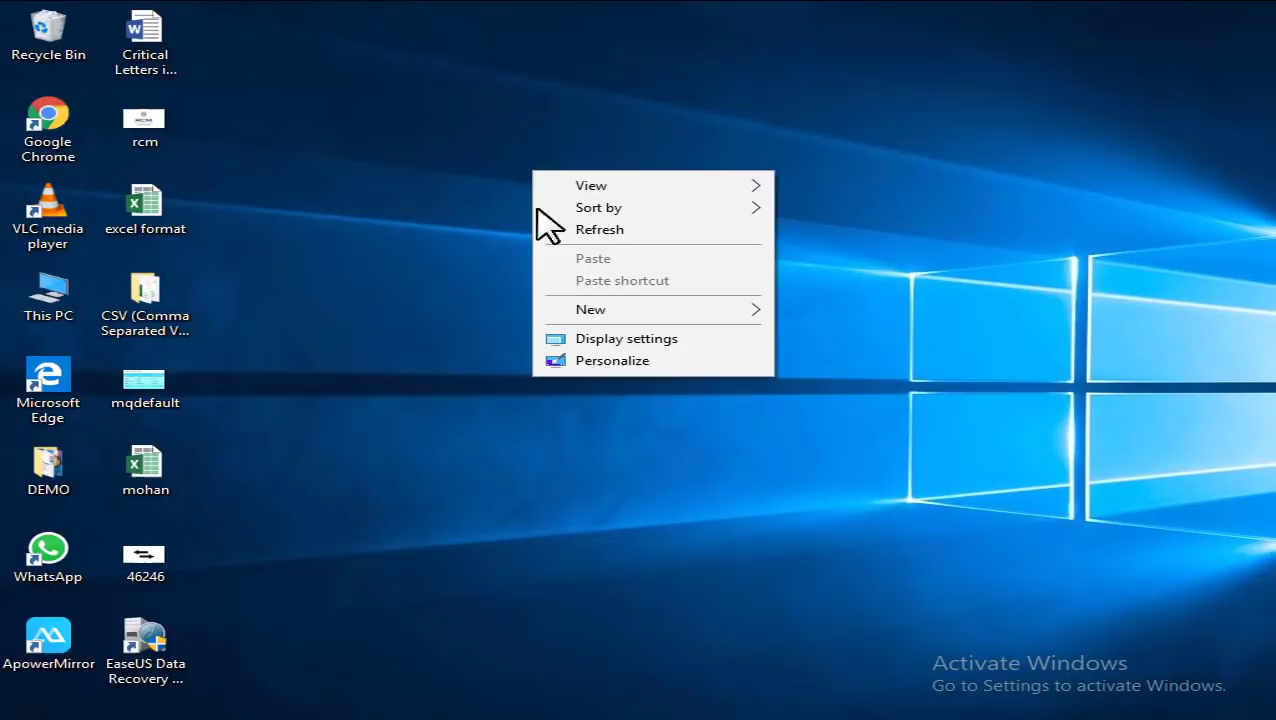 Recycle Bin
Critical
Letters i...
Google
Chrome
rcm
VLC media
player
excel format
This PC
CSV (Comma
Separated V...
Microsoft
Edge
mqdefault
DEMO
mohan
WhatsApp
46246
ApowerMirror
EaseUS Data
Recovery ...
View
Sort by
Refresh
Paste
Paste shortcut
New
Display settings
Personalize
Activate Windows
Go to Settings to activate Windows.